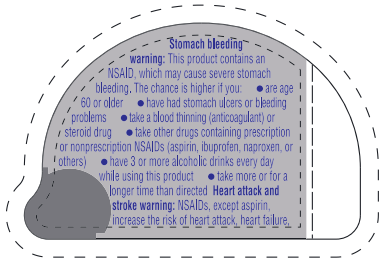 Stomach bleeding
warning: This product contains an
NSAID, which may cause severe stomach
bleeding. The chance is higher if you: ● are age
60 or older ● have had stomach ulcers or bleeding
problems ● take a blood thinning (anticoagulant) or
steroid drug ● take other drugs containing prescription
or nonprescription NSAIDs (aspirin, ibuprofen, naproxen, or
others) ● have 3 or more alcoholic drinks every day
while using this product ● take more or for a
longer time than directed Heart attack and
stroke warning: NSAIDs, except aspirin,
increase the risk of heart attack, heart failure,